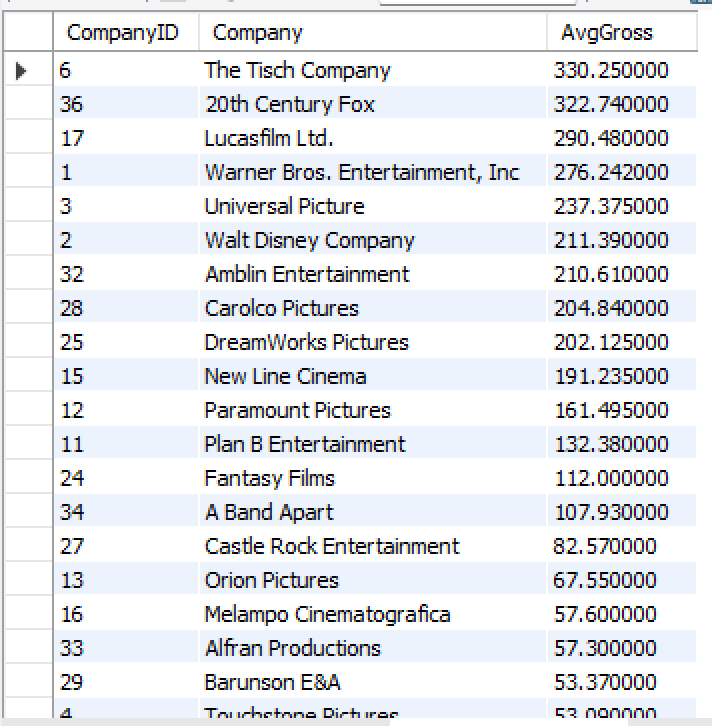 CompanyID Company AvgGross
6 The Tisch Company 330.250000
36 20th Century Fox 322.740000
17 Lucasfilm Ltd. 290.480000
1 Warner Bros. Entertainment, Inc 276.242000
3 Universal Picture 237.375000
2 Walt Disney Company 211.390000
32 Amblin Entertainment 210.610000
28 Carolco Pictures 204.840000
25 DreamWorks Pictures 202.125000
15 New Line Cinema 191.235000
12 Paramount Pictures 161.495000
11 Plan B Entertainment 132.380000
24 Fantasy Films 112.000000
34 A Band Apart 107.930000
27 Castle Rock Entertainment 82.570000
13 Orion Pictures 67.550000
16 Melampo Cinematografica 57.600000
33 Alfran Productions 57.300000
29 Barunson E&A 53.370000
4 Touchstone Pictures 53.090000